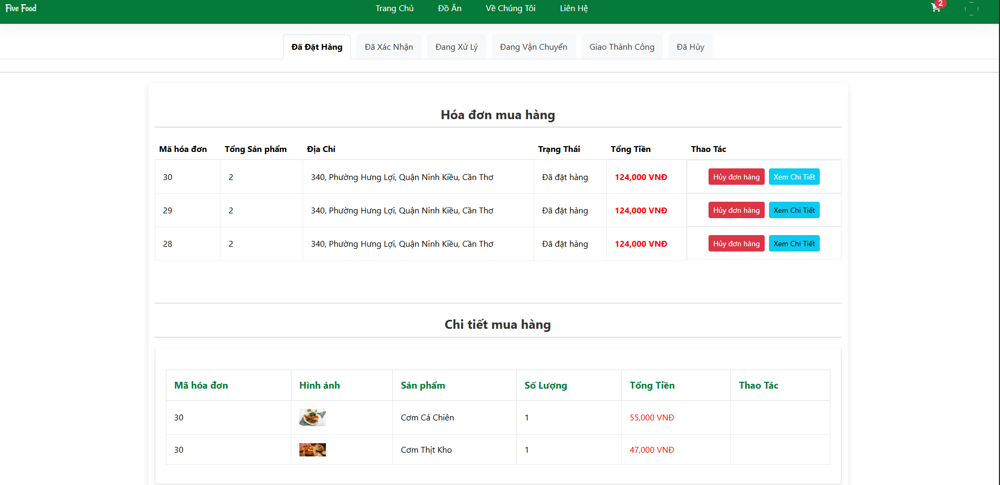 Five Food Trang Chủ Đồ Ăn Về Chúng Tôi Liên Hệ 2
Đã Đặt Hàng Đã Xác Nhận Đang Xử Lý Đang Vận Chuyển Giao Thành Công Đã Hủy
Hóa đơn mua hàng
Mã hóa đơn Tổng Sản phẩm Địa Chỉ Trạng Thái Tổng Tiền Thao Tác
30 2 340, Phường Hưng Lợi, Quận Ninh Kiều, Cần Thơ Đã đặt hàng 124,000 VNĐ Hủy đơn hàng Xem Chi Tiết
29 2 340, Phường Hưng Lợi, Quận Ninh Kiều, Cần Thơ Đã đặt hàng 124,000 VNĐ Hủy đơn hàng Xem Chi Tiết
28 2 340, Phường Hưng Lợi, Quận Ninh Kiều, Cần Thơ Đã đặt hàng 124,000 VNĐ Hủy đơn hàng Xem Chi Tiết
Chi tiết mua hàng
Mã hóa đơn Hình ảnh Sản phẩm Số Lượng Tổng Tiền Thao Tác
30 Cơm Cá Chiên 1 55,000 VNĐ
30 Cơm Thịt Kho 1 47,000 VNĐ